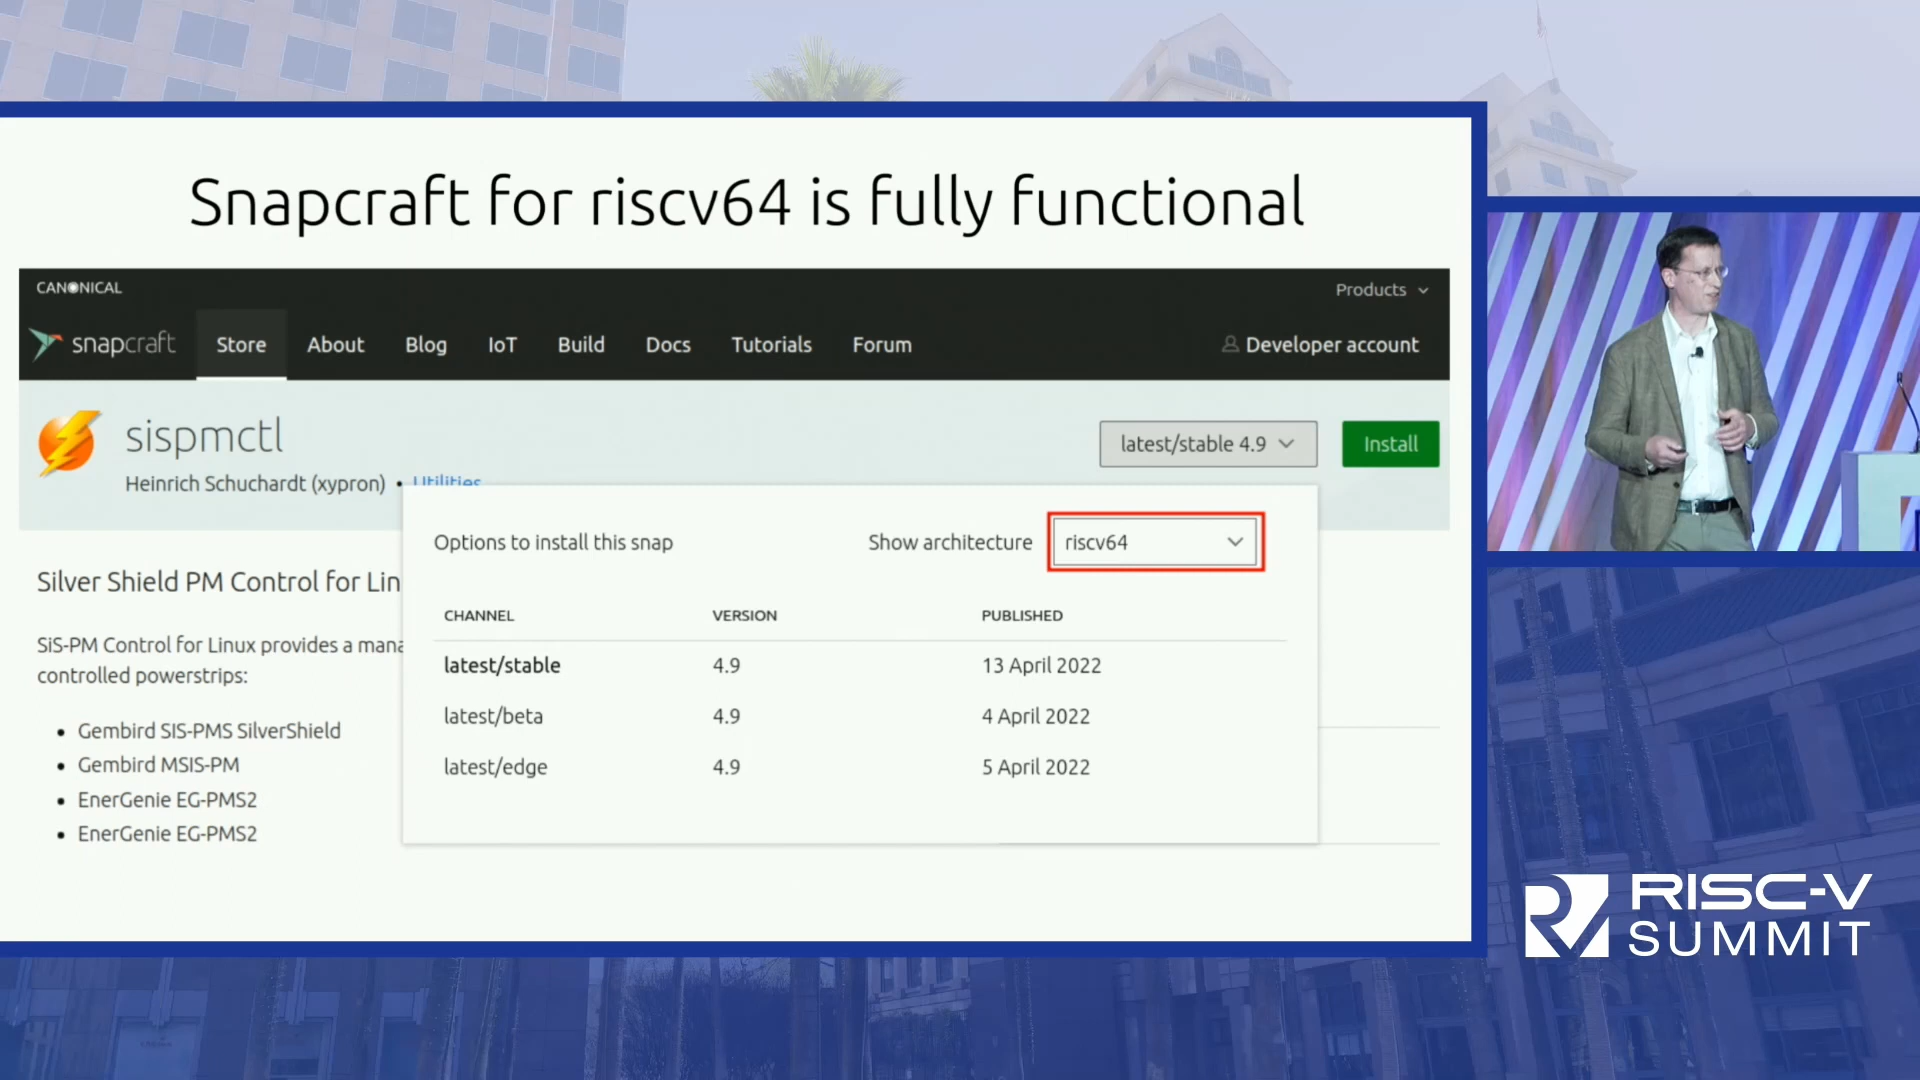 Snapcraft for riscv64 is fully functional
CANONICAL
Products
snapcraft
Store
About
Blog
IoT
Build
Docs
Tutorials
Forum
Developer account
sispmctl
latest/stable 4.9
Install
Heinrich Schuchardt (xypron) • Utilities
Options to install this snap
Show architecture
riscv64
Silver Shield PM Control for Lin
CHANNEL VERSION PUBLISHED
SiS-PM Control for Linux provides a mana
controlled powerstrips:
latest/stable 4.9 13 April 2022
latest/beta 4.9 4 April 2022
latest/edge 4.9 5 April 2022
• Gembird SIS-PMS SilverShield
• Gembird MSIS-PM
• EnerGenie EG-PMS2
• EnerGenie EG-PMS2
RISC-V
SUMMIT